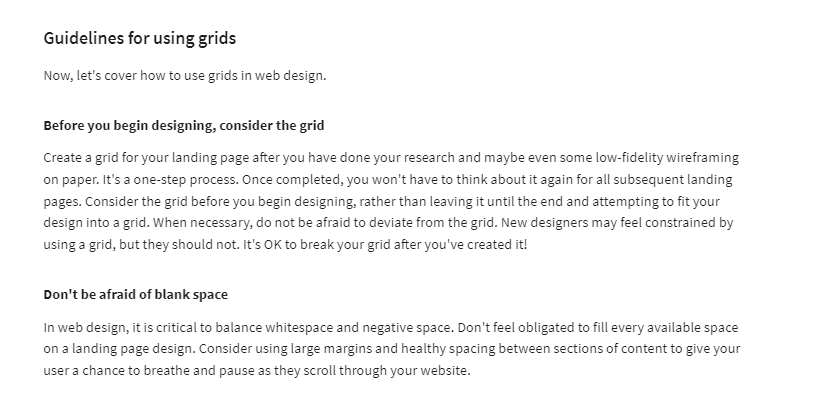 Guidelines for using grids
Now, let's cover how to use grids in web design.
Before you begin designing, consider the grid
Create a grid for your landing page after you have done your research and maybe even some low-fidelity wireframing
on paper. It's a one-step process. Once completed, you won't have to think about it again for all subsequent landing
pages. Consider the grid before you begin designing, rather than leaving it until the end and attempting to fit your
design into a grid. When necessary, do not be afraid to deviate from the grid. New designers may feel constrained by
using a grid, but they should not. It's OK to break your grid after you've created it!
Don't be afraid of blank space
In web design, it is critical to balance whitespace and negative space. Don't feel obligated to fill every available space
on a landing page design. Consider using large margins and healthy spacing between sections of content to give your
user a chance to breathe and pause as they scroll through your website.